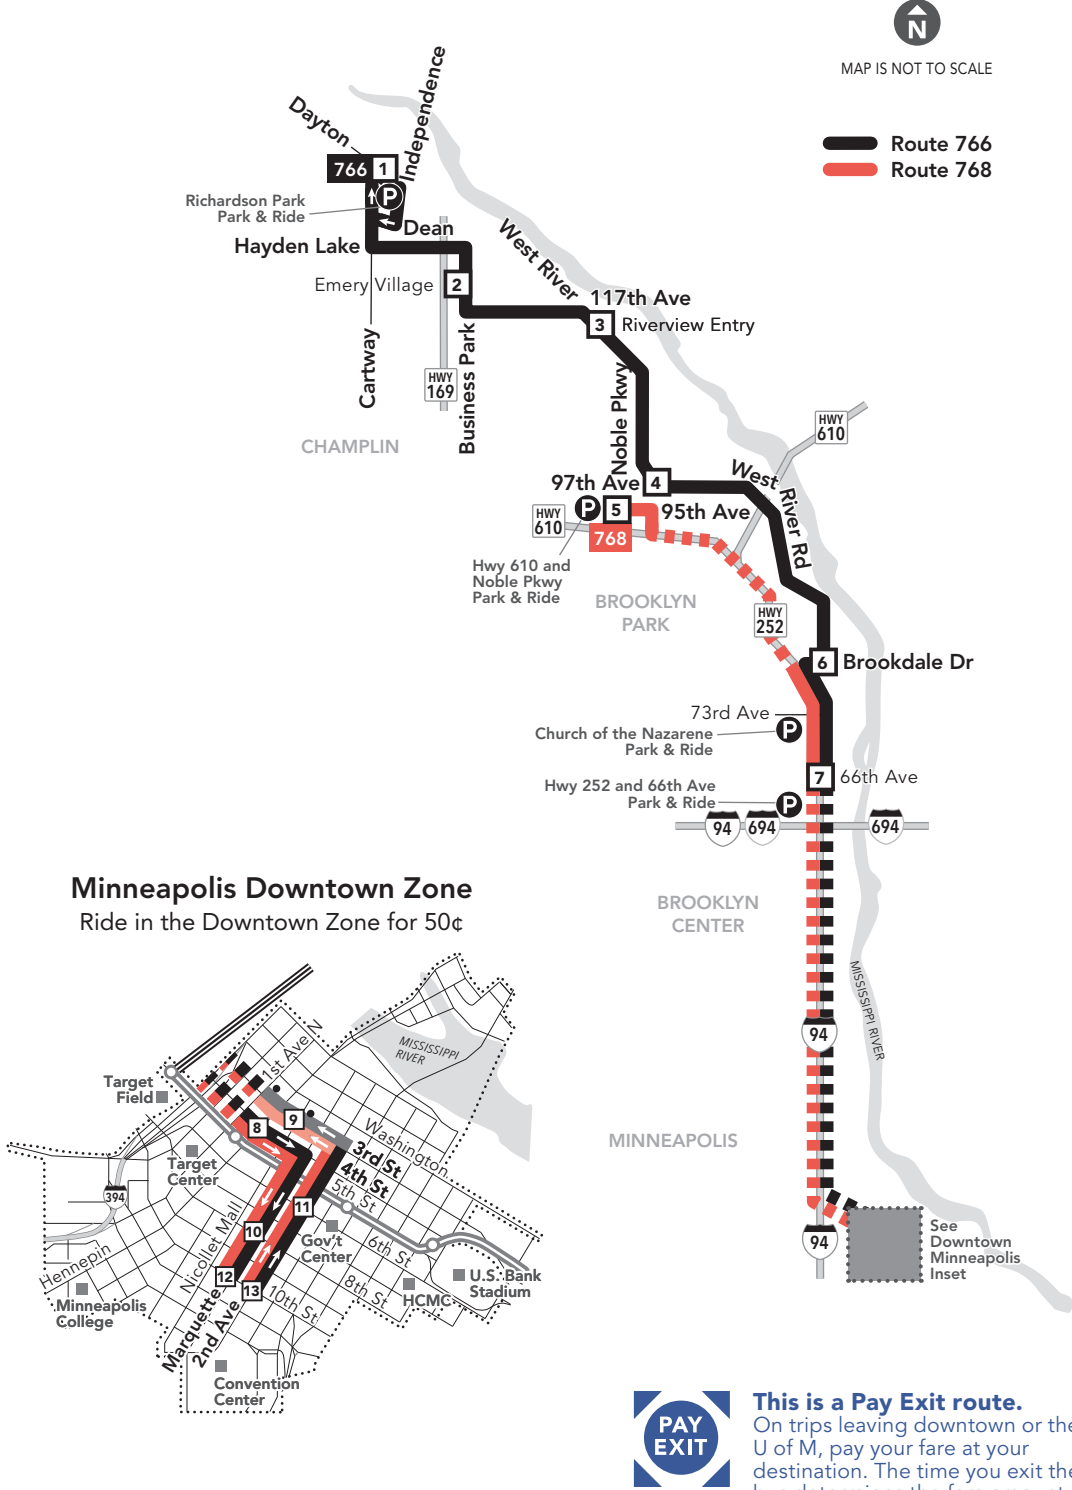 N
MAP IS NOT TO SCALE
Route 766
Route 768
Dayton
Independence
766 1
P
Richardson Park
Park & Ride
Dean
Hayden Lake
West River
Emery Village 2
117th Ave
3 Riverview Entry
Cartway
HWY
169
Business Park
Noble Pkwy
HWY
610
CHAMPLIN
97th Ave 4
West River Rd
P 5 95th Ave
HWY
610
768
Hwy 610 and
Noble Pkwy
Park & Ride
BROOKLYN
PARK
HWY
252
6 Brookdale Dr
73rd Ave
P
Church of the Nazarene
Park & Ride
7 66th Ave
Hwy 252 and 66th Ave
Park & Ride
P
94
694
694
BROOKLYN
CENTER
MISSISSIPPI RIVER
94
MINNEAPOLIS
94
See
Downtown
Minneapolis
Inset
Minneapolis Downtown Zone
Ride in the Downtown Zone for 50¢
1st Ave N
MISSISSIPPI
RIVER
Target
Field
8
9
Washington
3rd St
4th St
5th St
Target
Center
394
11
Nicollet Mall
10
Gov't
Center
6th St
Hennepin
12
13
8th St
HCMC
U.S. Bank
Stadium
10th St
Minneapolis
College
Marquette
2nd Ave
Convention
Center
PAY
EXIT
This is a Pay Exit route.
On trips leaving downtown or the
U of M, pay your fare at your
destination. The time you exit the